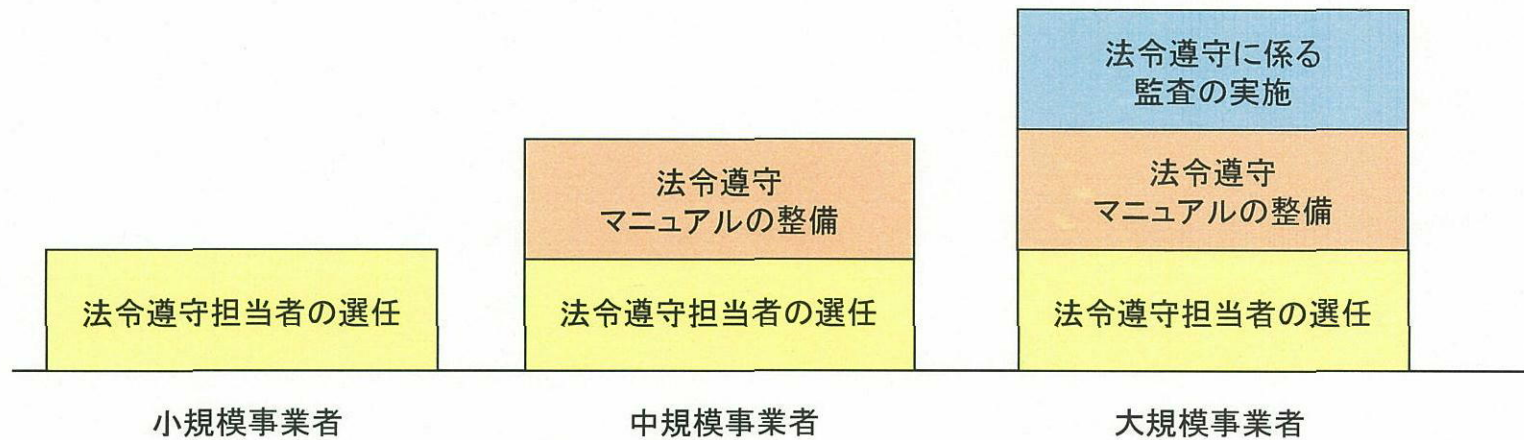 法令遵守に係る
監査の実施
法令遵守
マニュアルの整備
法令遵守
マニュアルの整備
法令遵守担当者の選任
法令遵守担当者の選任
法令遵守担当者の選任
小規模事業者
中規模事業者
大規模事業者